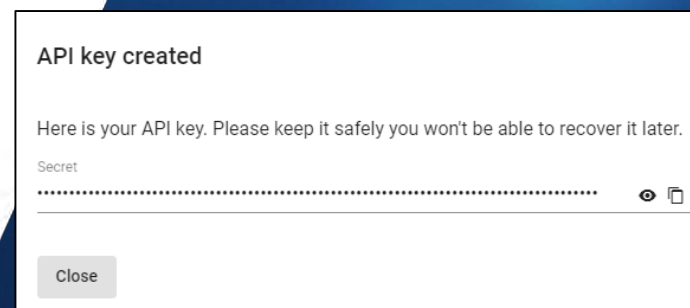 API key created
Here is your API key. Please keep it safely you won't be able to recover it later.
Secret
Close